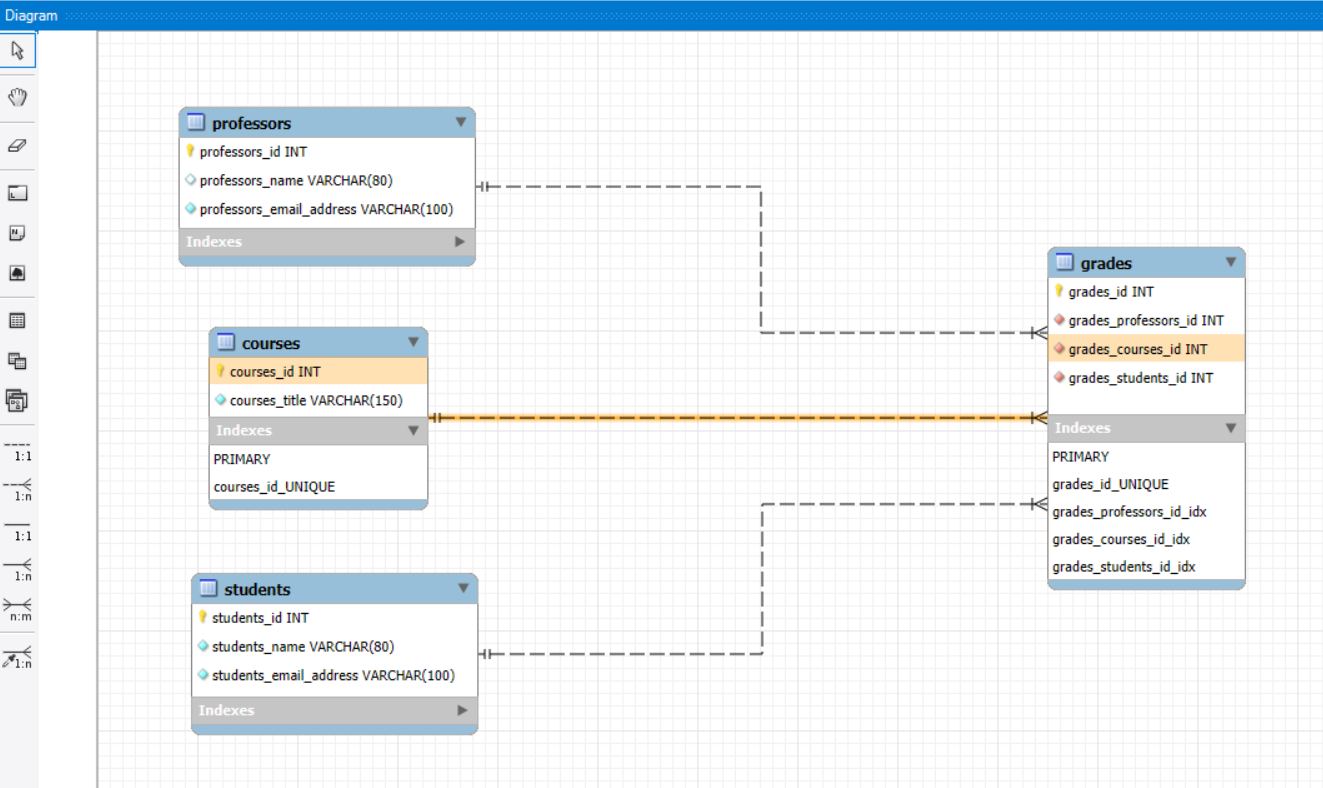 Diagram
professors
professors_id INT
professors_name VARCHAR(80)
professors_email_address VARCHAR(100)
Indexes
courses
courses_id INT
courses_title VARCHAR(150)
Indexes
PRIMARY
courses_id_UNIQUE
students
students_id INT
students_name VARCHAR(80)
students_email_address VARCHAR(100)
Indexes
grades
grades_id INT
grades_professors_id INT
grades_courses_id INT
grades_students_id INT
Indexes
PRIMARY
grades_id_UNIQUE
grades_professors_id_idx
grades_courses_id_idx
grades_students_id_idx
1:1
1:n
1:1
1:n
n:m
1:n